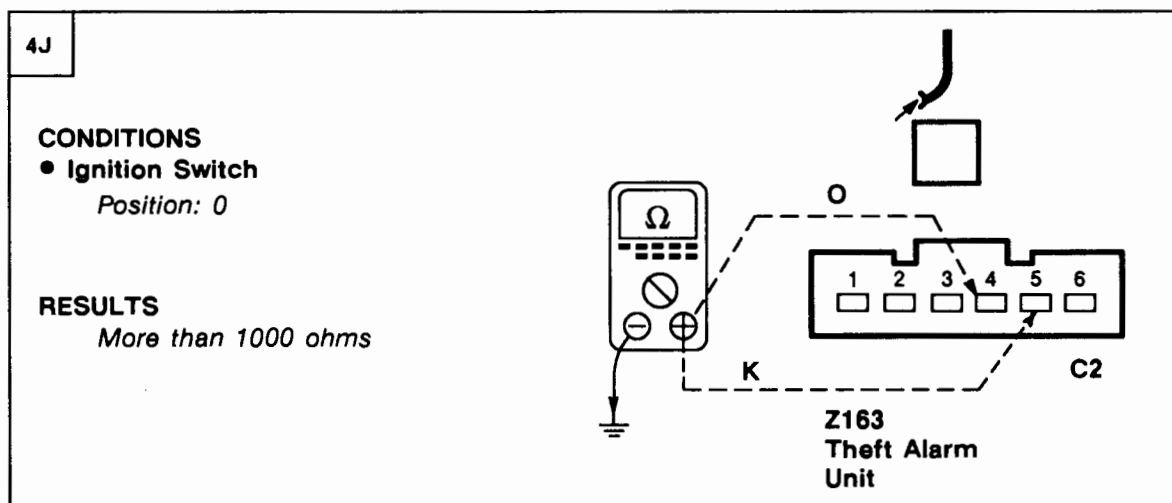 4J
CONDITIONS
● Ignition Switch
Position: 0
RESULTS
More than 1000 ohms
Ω
− +
O
K
1 2 3 4 5 6
C2
Z163
Theft Alarm
Unit